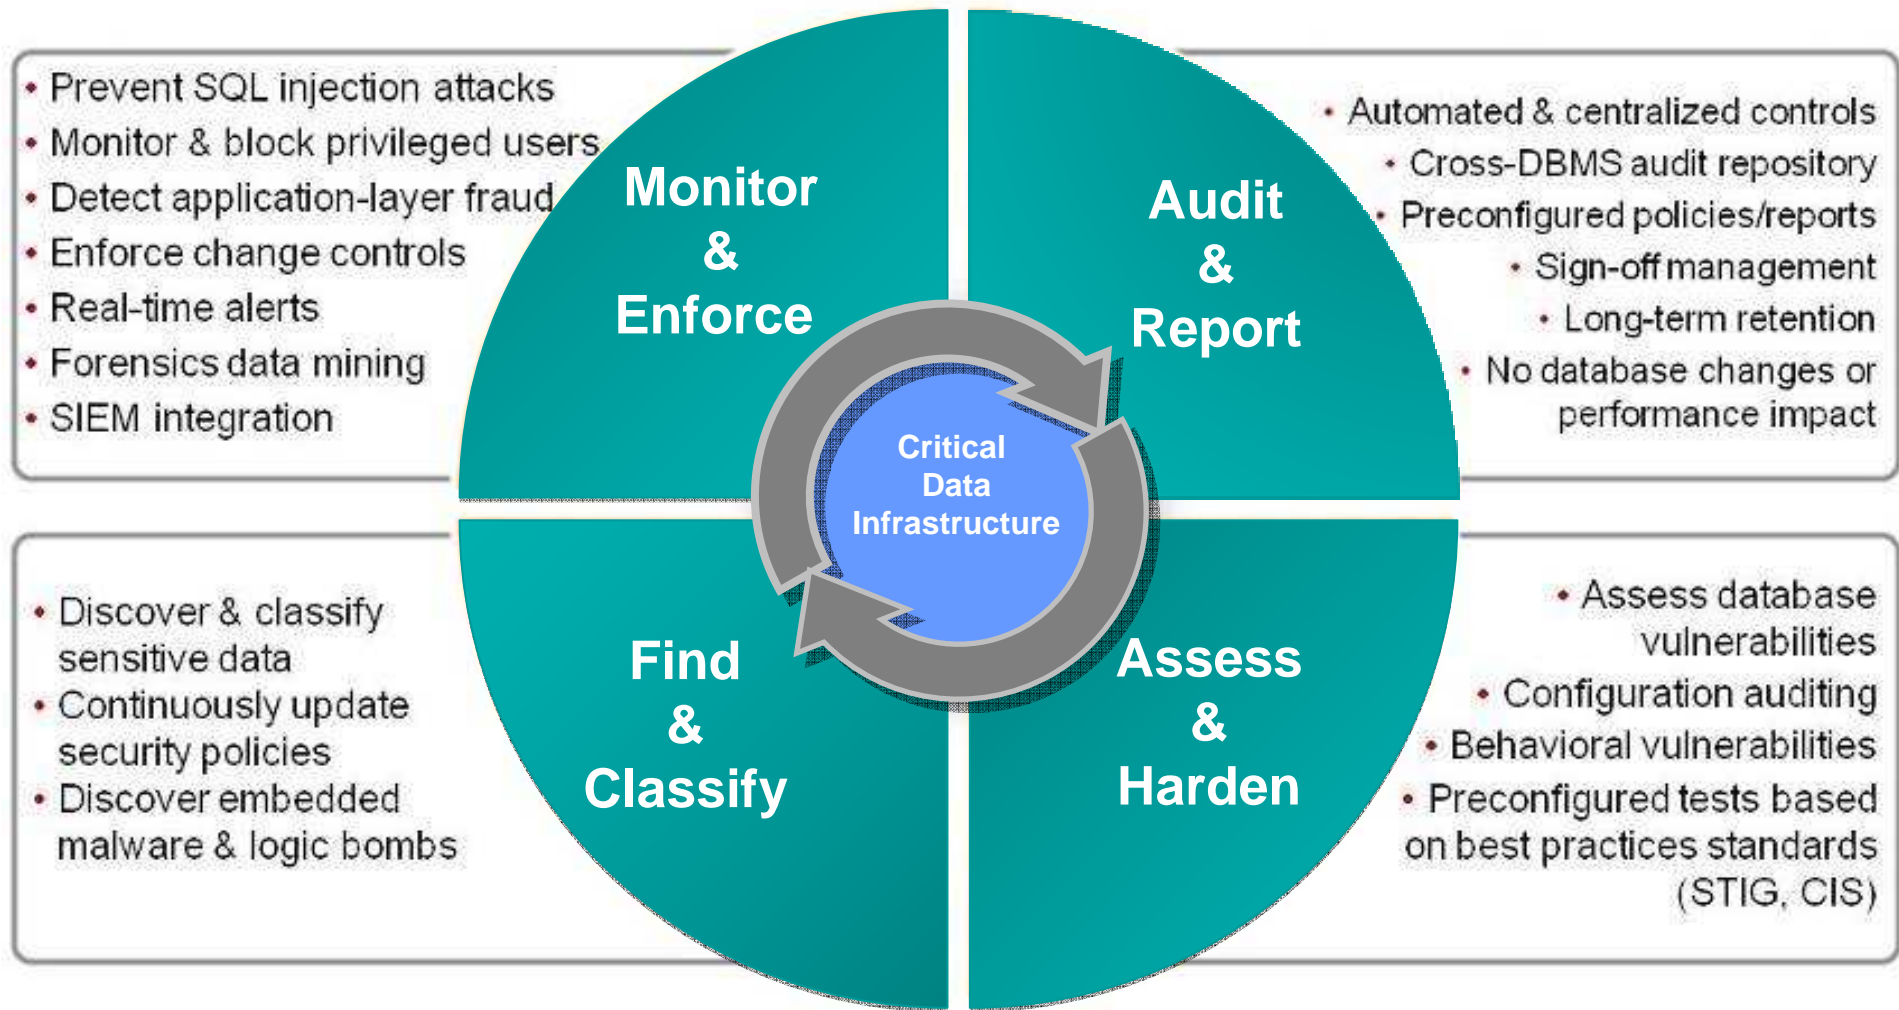 • Prevent SQL injection attacks
• Monitor & block privileged users
• Detect application-layer fraud
• Enforce change controls
• Real-time alerts
• Forensics data mining
• SIEM integration
Monitor
&
Enforce
Audit
&
Report
• Automated & centralized controls
• Cross-DBMS audit repository
• Preconfigured policies/reports
• Sign-off management
• Long-term retention
• No database changes or
performance impact
Critical
Data
Infrastructure
• Discover & classify
sensitive data
• Continuously update
security policies
• Discover embedded
malware & logic bombs
Find
&
Classify
Assess
&
Harden
• Assess database
vulnerabilities
• Configuration auditing
• Behavioral vulnerabilities
• Preconfigured tests based
on best practices standards
(STIG, CIS)